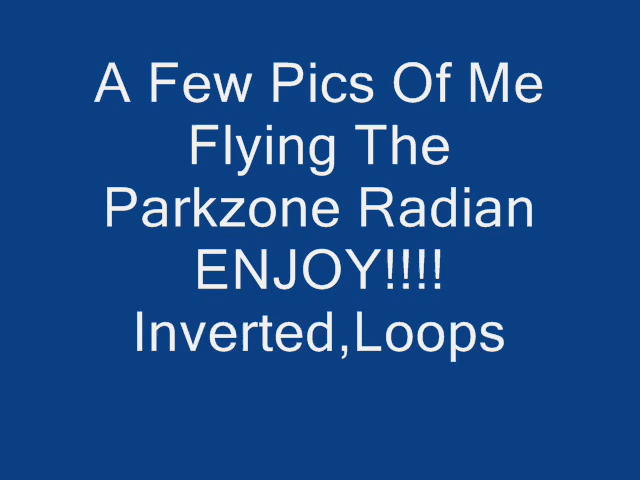 A Few Pics Of Me
Flying The
Parkzone Radian
ENJOY!!!!
Inverted,Loops